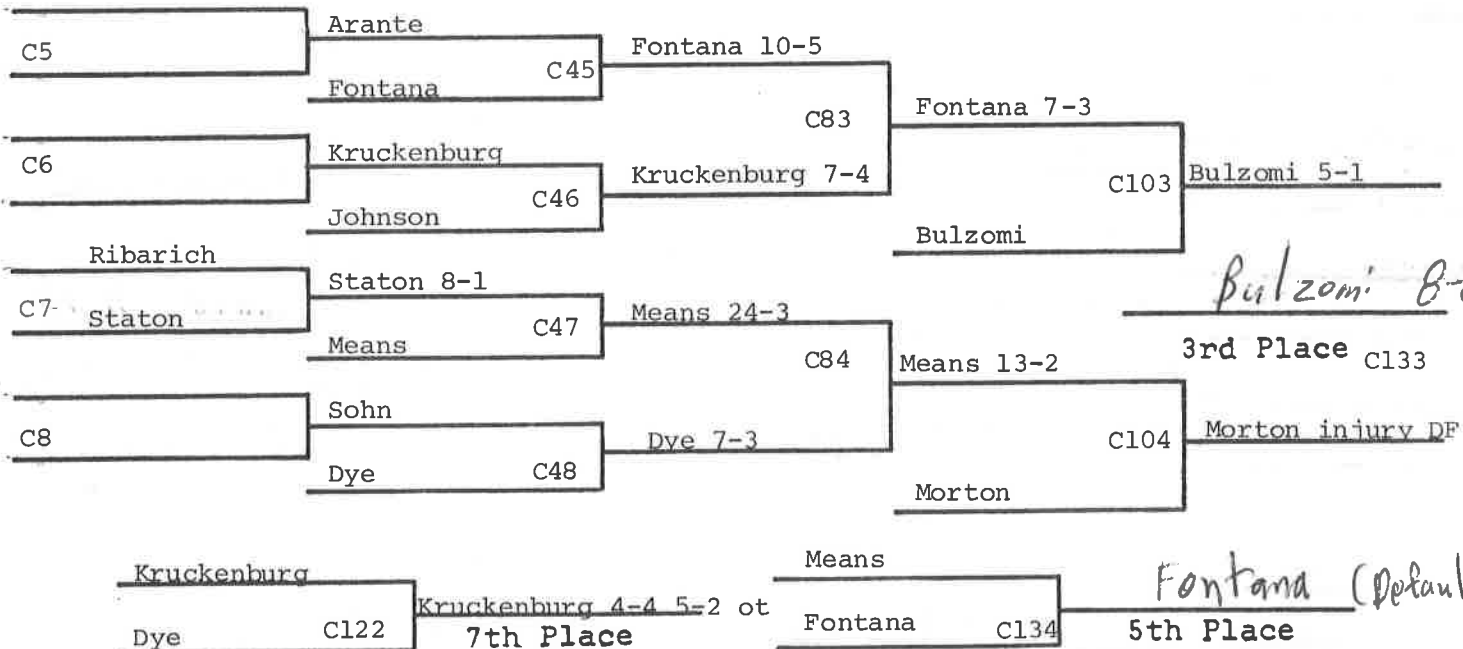 Arante
C5
Fontana 10-5
C45
Fontana
Fontana 7-3
C83
Kruckenburg
C6
Kruckenburg 7-4
C103
Bulzomi 5-1
C46
Johnson
Bulzomi
Ribarich
Staton 8-1
Bulzomi
C7
Staton
Means 24-3
C47
Means
3rd Place C133
C84
Means 13-2
Sohn
C8
Dye 7-3
C104
Morton injury DF
Dye
C48
Morton
Kruckenburg
Means
Fontana
Kruckenburg 4-4 5-2 ot
C122
7th Place
Dye
Fontana
C134
5th Place